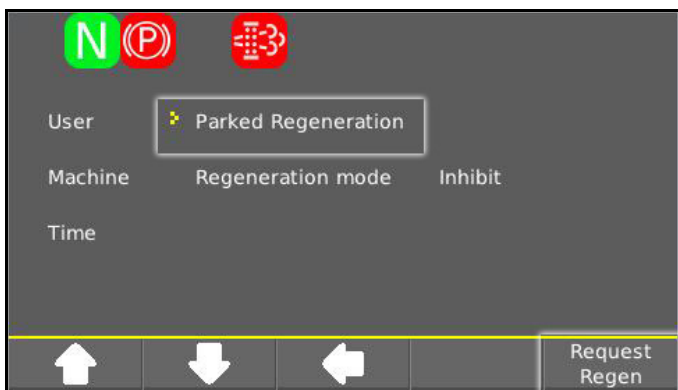 N (P)
User Parked Regeneration
Machine Regeneration mode Inhibit
Time
Request
Regen